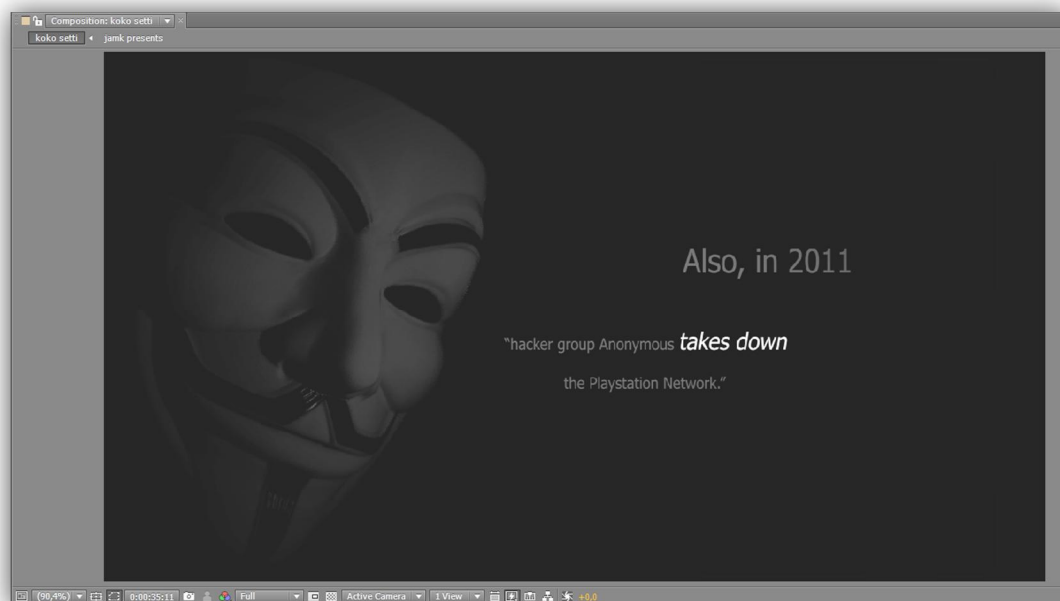 Composition: koko setti
koko setti jamk presents
Also, in 2011
“hacker group Anonymous takes down
the Playstation Network.”
(90,4%) 0:00:35:11 Full Active Camera 1 View +0,0